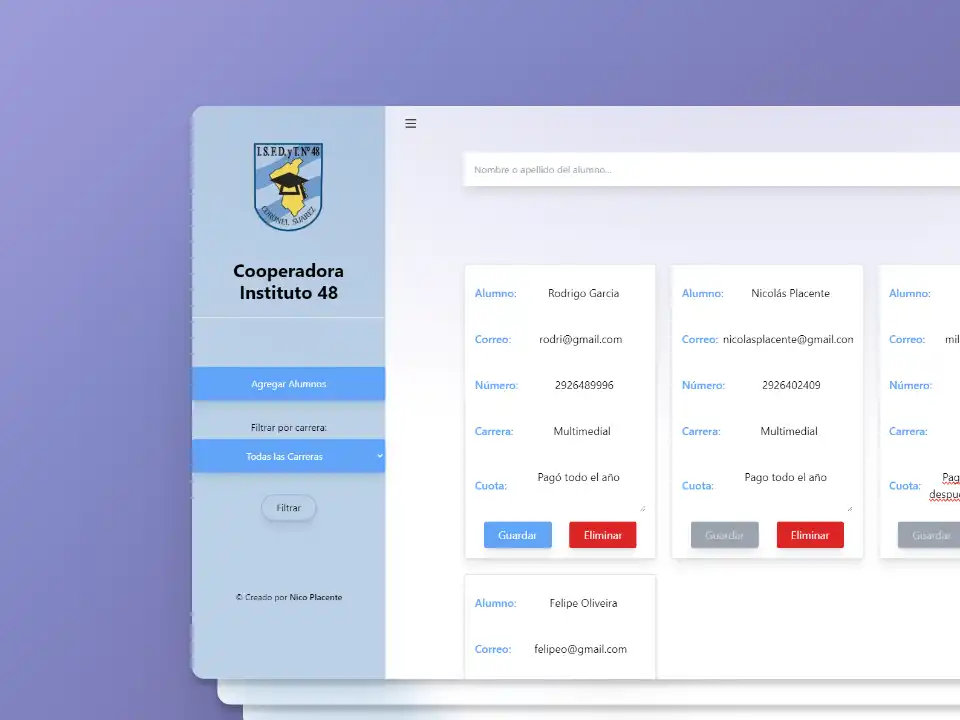 I.S.F.D. y T. Nº 48
CORONEL SUAREZ
Cooperadora
Instituto 48
Agregar Alumnos
Filtrar por carrera:
Todas las Carreras
Filtrar
© Creado por Nico Placente
Nombre o apellido del alumno...
Alumno: Rodrigo Garcia
Correo: rodri@gmail.com
Número: 2926489996
Carrera: Multimedial
Cuota: Pagó todo el año
Guardar Eliminar
Alumno: Nicolás Placente
Correo: nicolasplacente@gmail.con
Número: 2926402409
Carrera: Multimedial
Cuota: Pago todo el año
Guardar Eliminar
Alumno:
Correo: mil
Número:
Carrera:
Cuota: Pag
despu
Guardar
Alumno: Felipe Oliveira
Correo: felipeo@gmail.com